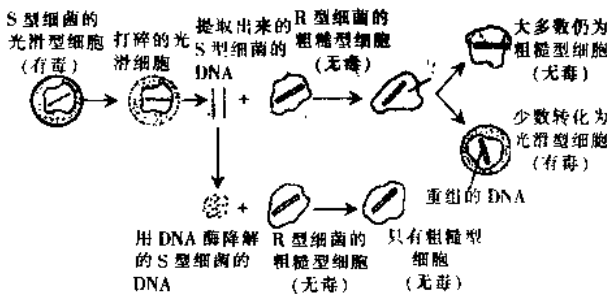 S 型细菌的
光滑型细胞
(有毒)
打碎的光
滑细胞
提取出来的
S 型细菌的
DNA
R 型细菌的
粗糙型细胞
(无毒)
大多数仍为
粗糙型细胞
(无毒)
+
少数转化为
光滑型细胞
(有毒)
重组的 DNA
+
用 DNA 酶降解
的 S 型细菌的
DNA
R 型细菌的
粗糙型细胞
(无毒)
只有粗糙型
细胞
(无毒)